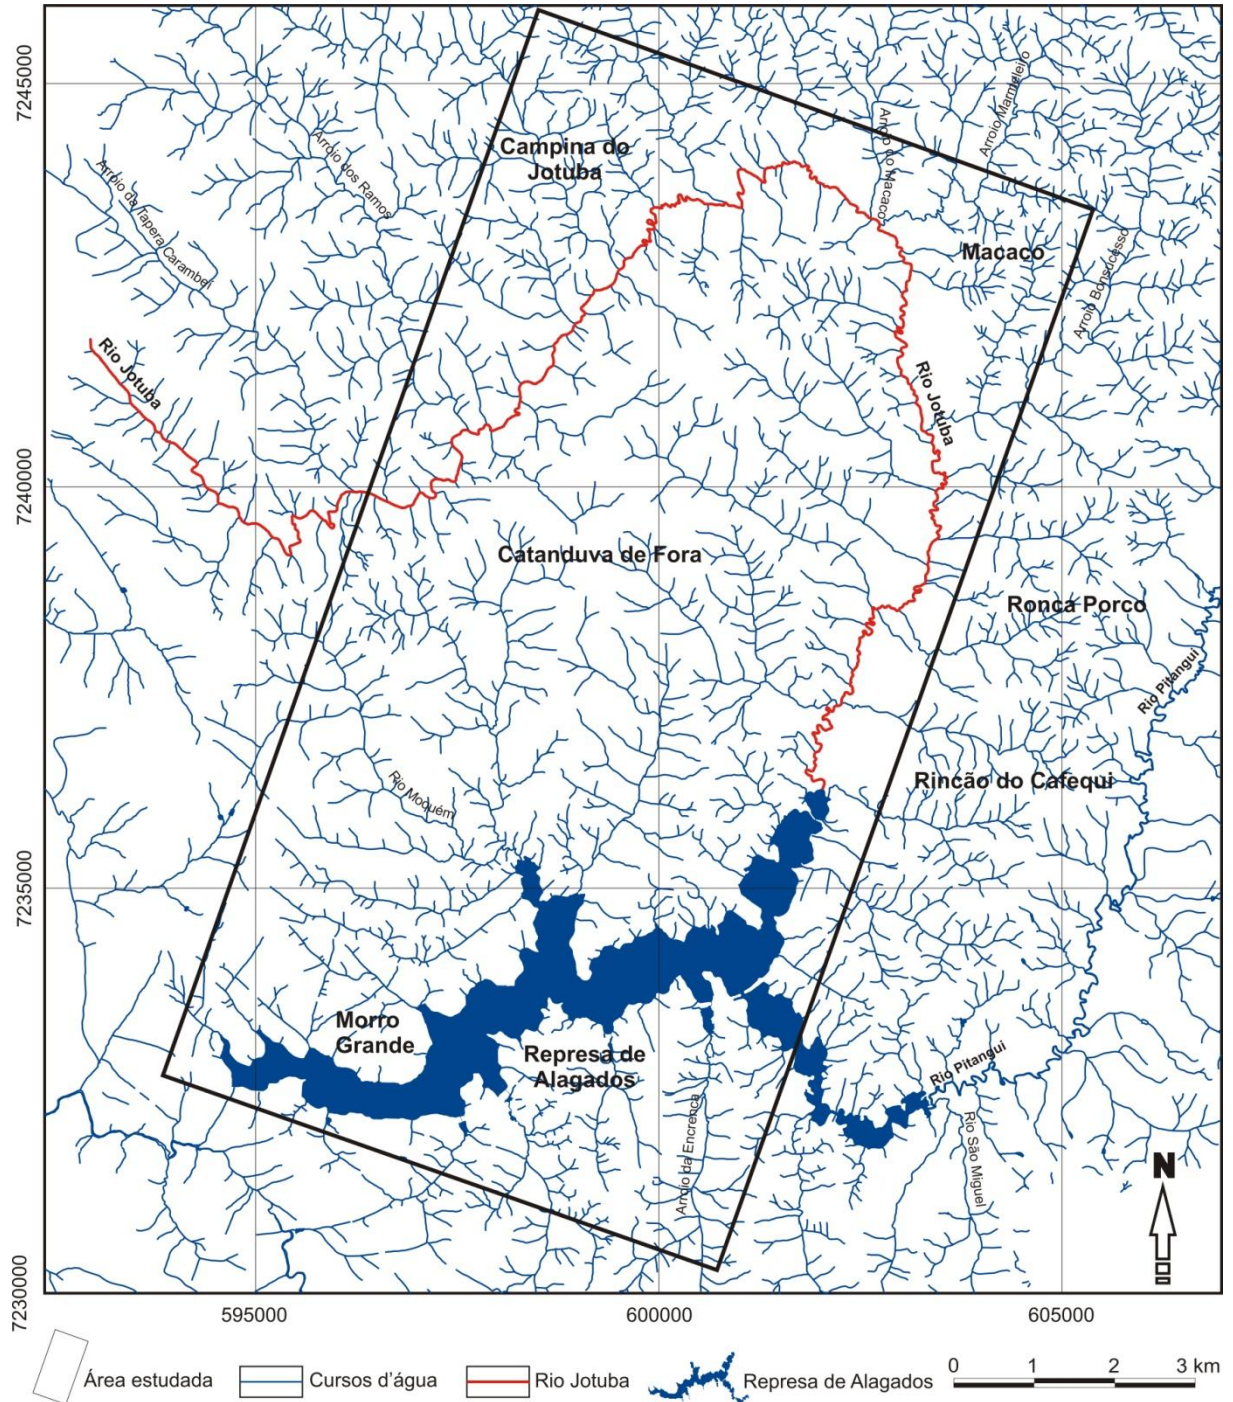 7245000
7240000
7235000
7230000
Arroio Marmeleiro
Arroio do Macaco
Arroio dos Ramos
Campina do
Jotuba
Arroio da Tapera Carambeí
Macaco
Arroio Bonsucesso
Rio Jotuba
Rio Jotuba
Catanduva de Fora
Ronca Porco
Rio Pitangui
Rincão do Cafequi
Rio Moquém
Morro
Grande
Represa de
Alagados
Rio Pitangui
Arroio da Encrenca
Rio São Miguel
N
595000
600000
605000
Área estudada
Cursos d'água
Rio Jotuba
Represa de Alagados
0 1 2 3 km